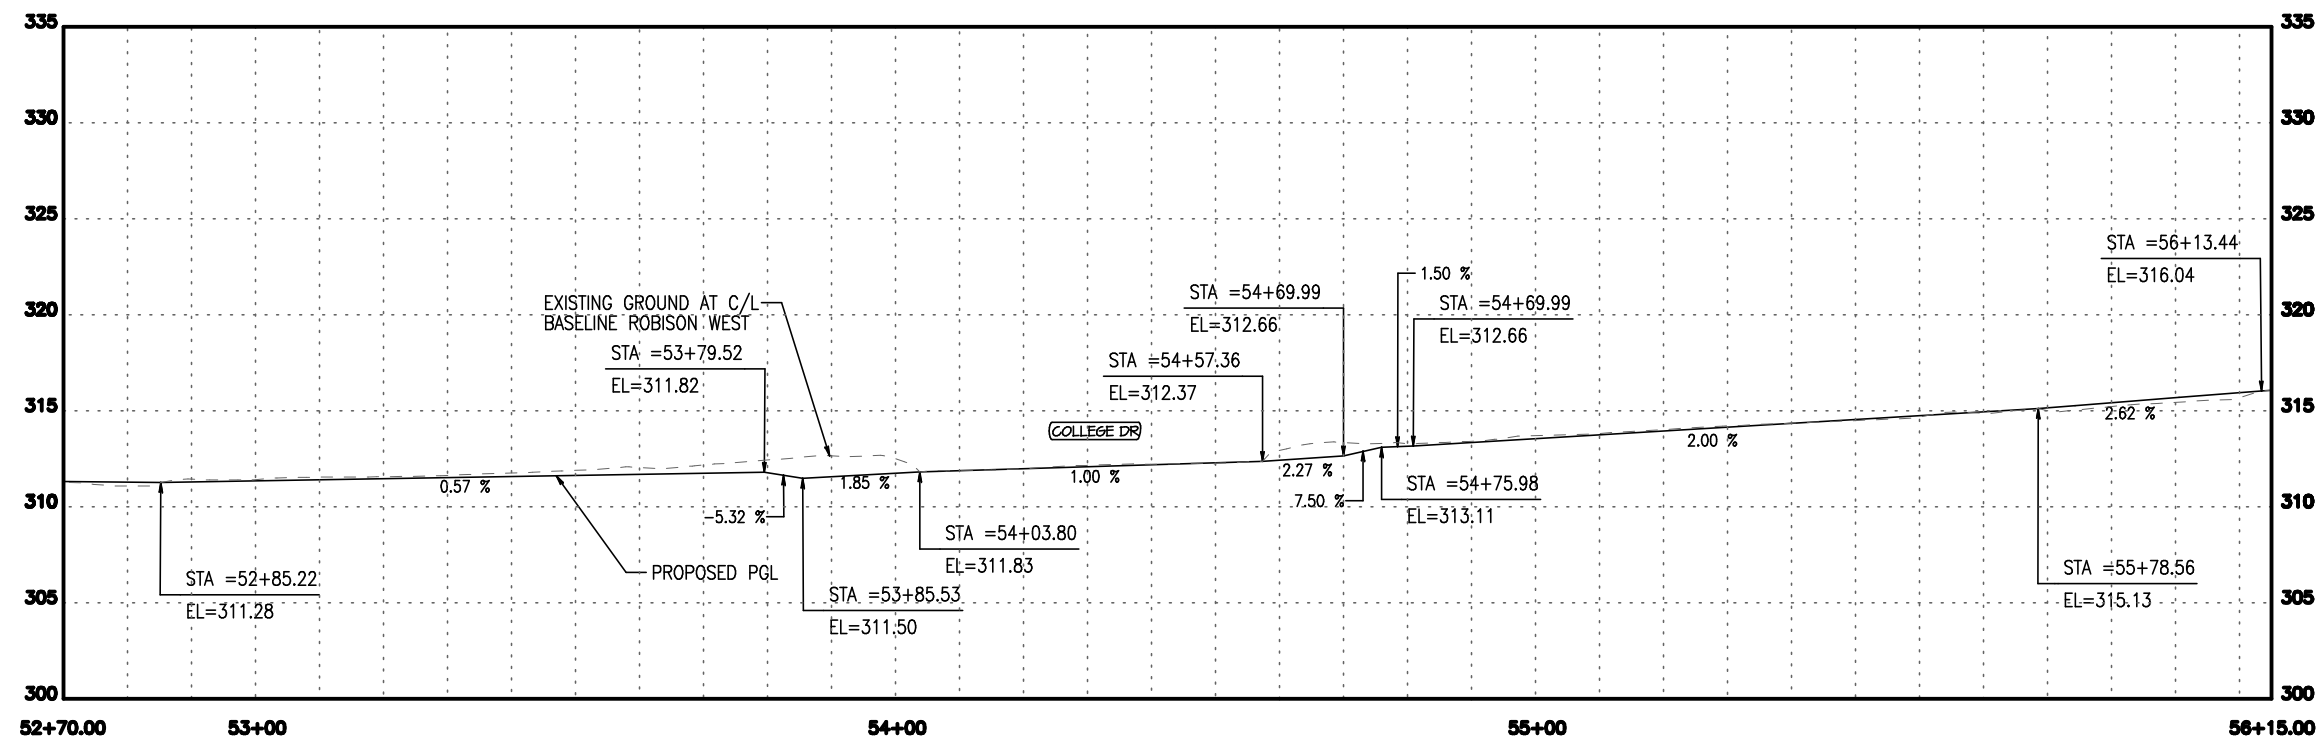 335
335
330
330
325
325
STA =56+13.44
EL=316.04
1.50 %
STA =54+69.99
EL=312.66
EXISTING GROUND AT C/L
BASELINE ROBISON WEST
STA =54+69.99
EL=312.66
320
320
STA =53+79.52
EL=311.82
STA =54+57.36
EL=312.37
315
315
2.62 %
COLLEGE DR
2.00 %
0.57 %
1.85 %
1.00 %
2.27 %
-5.32 %
7.50 %
STA =54+75.98
EL=313.11
310
310
STA =54+03.80
EL=311.83
PROPOSED PGL
STA =52+85.22
EL=311.28
STA =53+85.53
EL=311.50
STA =55+78.56
EL=315.13
305
305
300
300
52+70.00
53+00
54+00
55+00
56+15.00